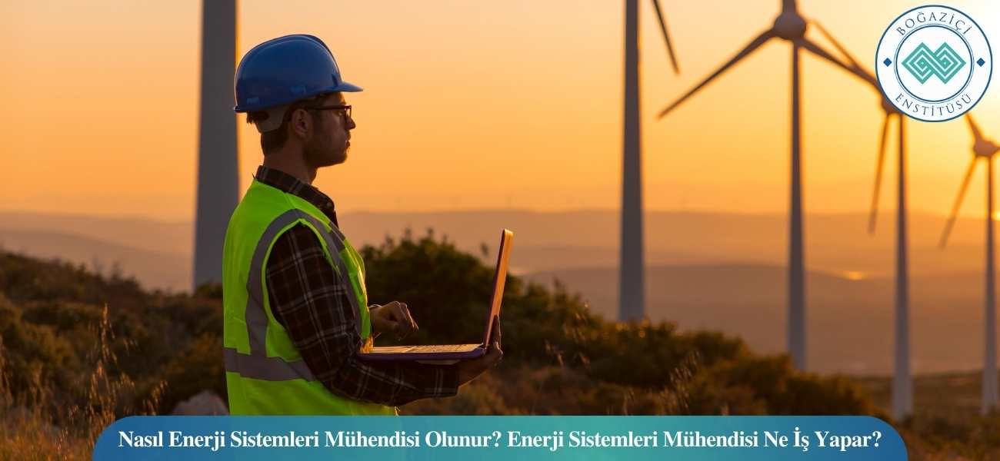 BOĞAZİÇİ
ENSTİTÜSÜ
Nasıl Enerji Sistemleri Mühendisi Olunur? Enerji Sistemleri Mühendisi Ne İş Yapar?